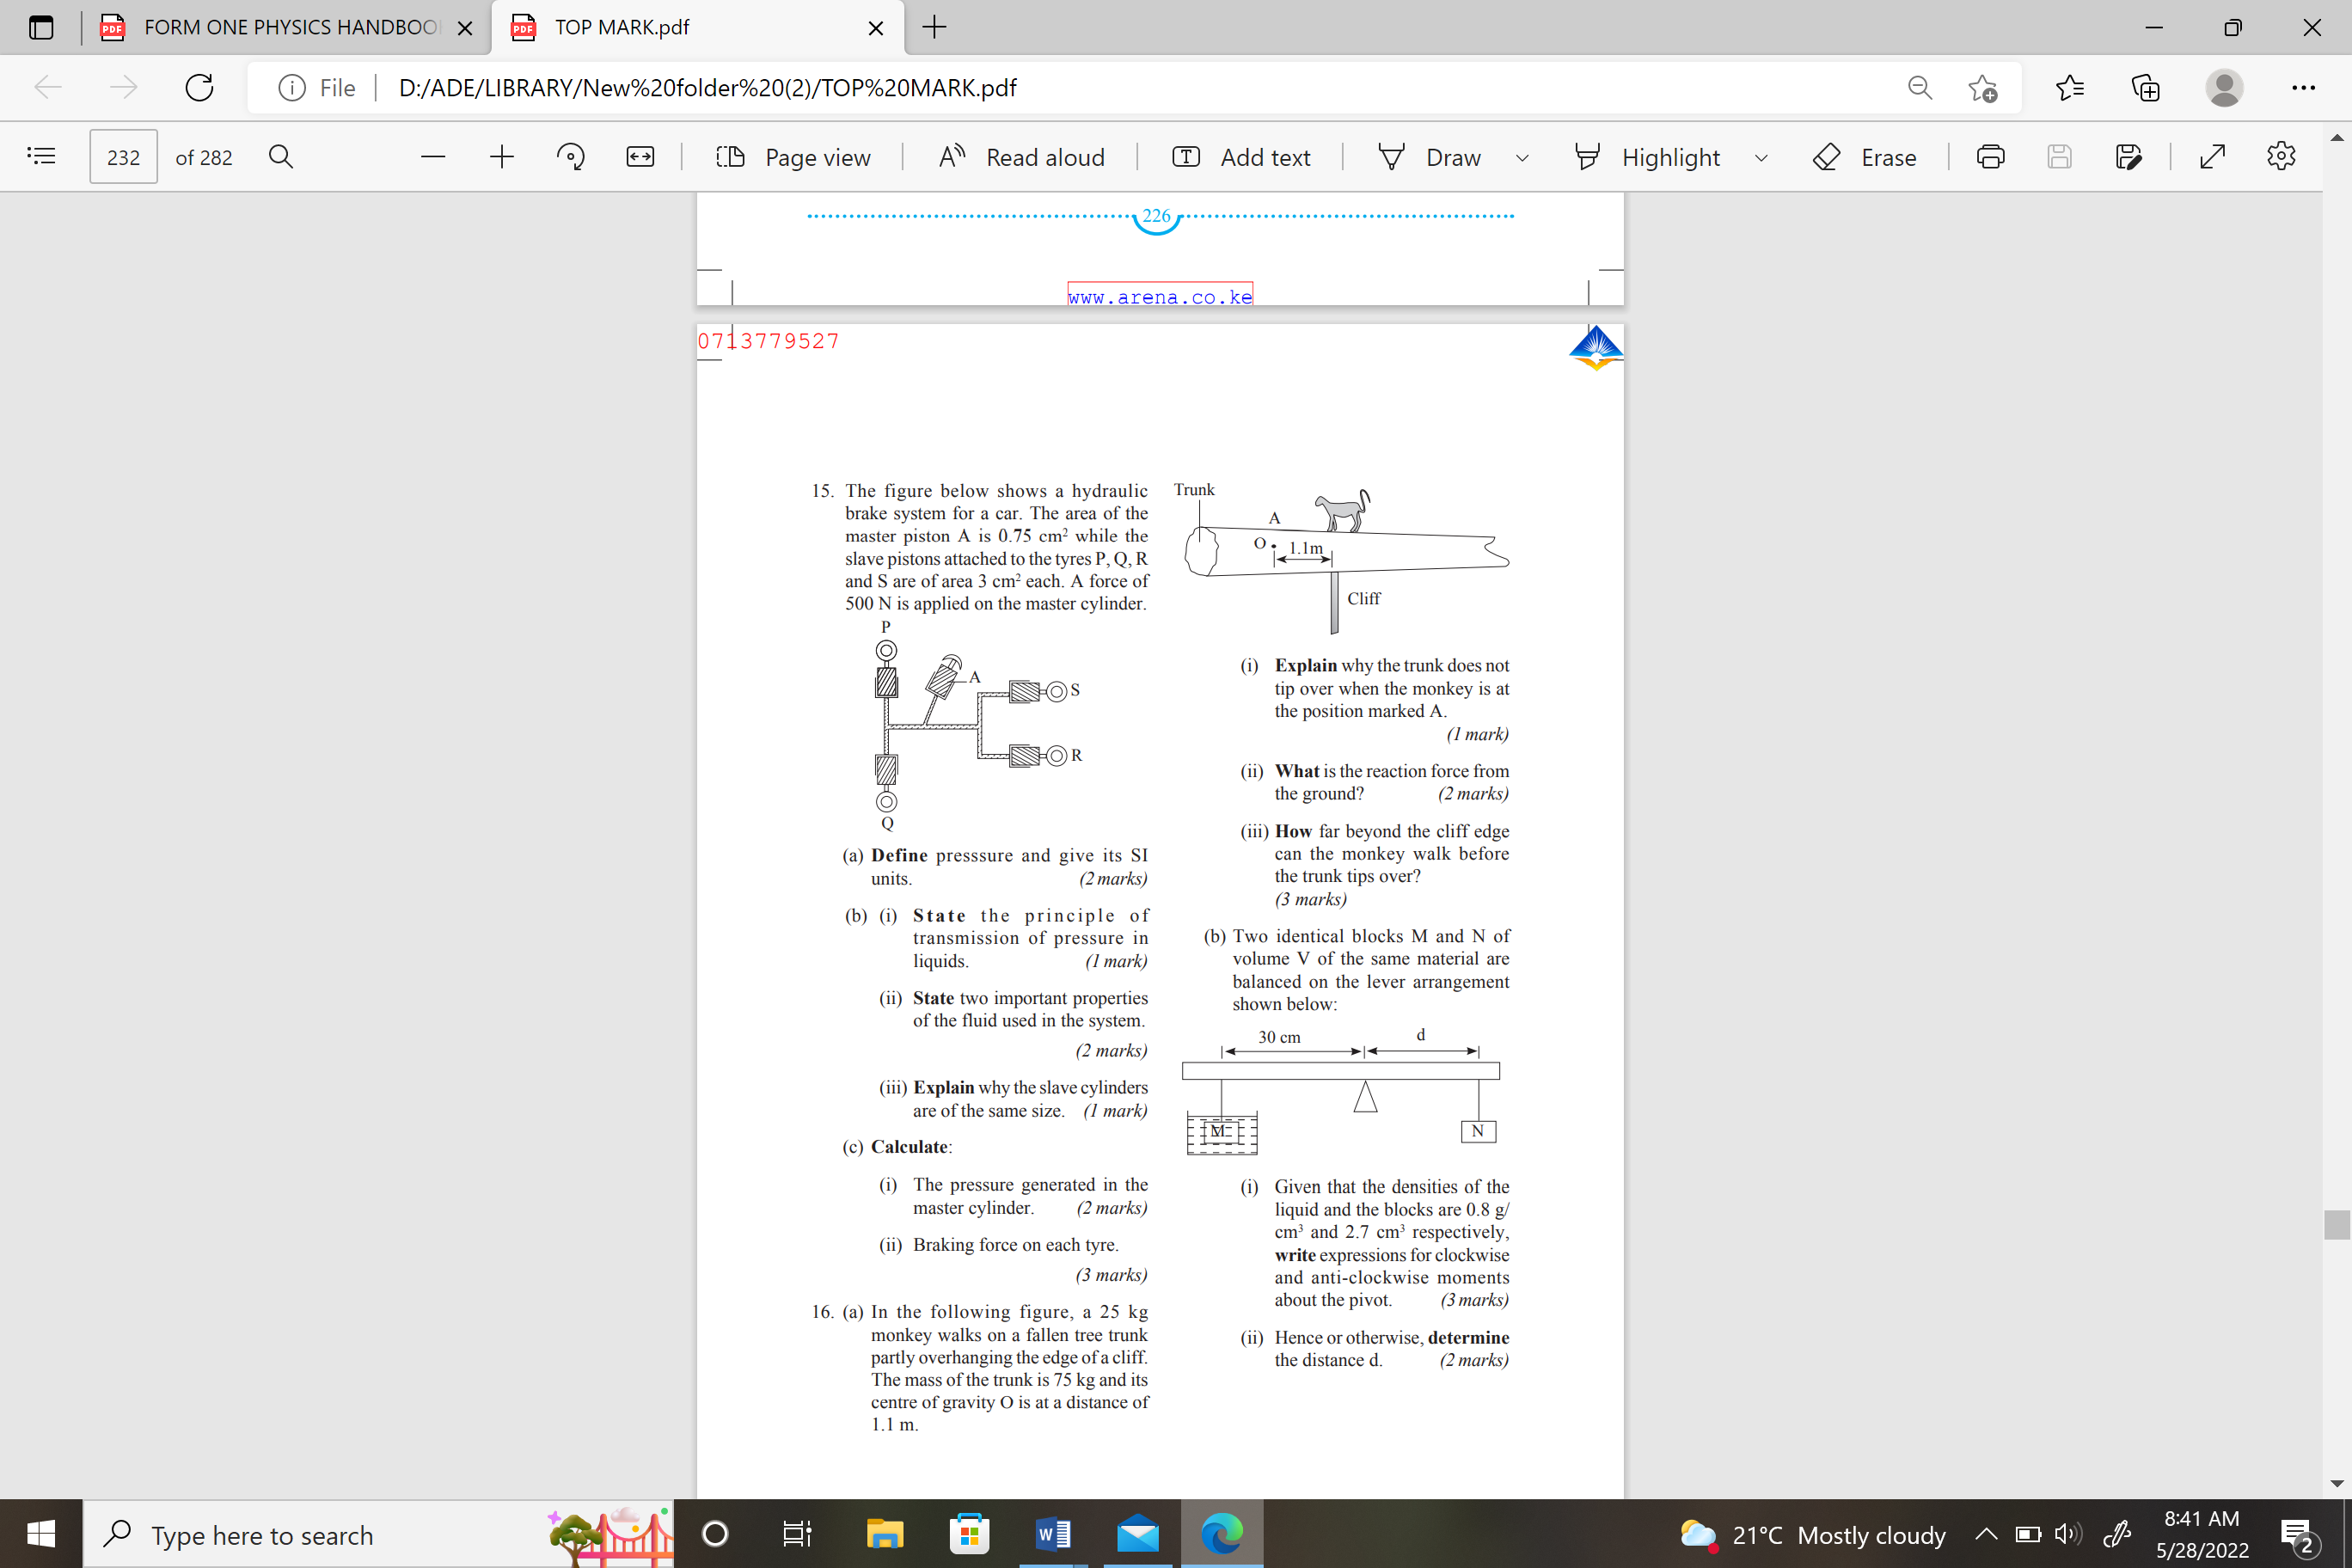 FORM ONE PHYSICS HANDBOO
TOP MARK.pdf
File
D:/ADE/LIBRARY/New%20folder%20(2)/TOP%20MARK.pdf
232 of 282
Page view
Read aloud
Add text
Draw
Highlight
Erase
226
www.arena.co.ke
0713779527
15. The figure below shows a hydraulic
brake system for a car. The area of the
master piston A is 0.75 cm² while the
slave pistons attached to the tyres P, Q, R
and S are of area 3 cm² each. A force of
500 N is applied on the master cylinder.
P
A
S
R
Q
(a) Define presssure and give its SI
units. (2 marks)
(b) (i) State the principle of
transmission of pressure in
liquids. (1 mark)
(ii) State two important properties
of the fluid used in the system.
(2 marks)
(iii) Explain why the slave cylinders
are of the same size. (1 mark)
(c) Calculate:
(i) The pressure generated in the
master cylinder. (2 marks)
(ii) Braking force on each tyre.
(3 marks)
16. (a) In the following figure, a 25 kg
monkey walks on a fallen tree trunk
partly overhanging the edge of a cliff.
The mass of the trunk is 75 kg and its
centre of gravity O is at a distance of
1.1 m.
Trunk
A
O
1.1m
Cliff
(i) Explain why the trunk does not
tip over when the monkey is at
the position marked A.
(1 mark)
(ii) What is the reaction force from
the ground? (2 marks)
(iii) How far beyond the cliff edge
can the monkey walk before
the trunk tips over?
(3 marks)
(b) Two identical blocks M and N of
volume V of the same material are
balanced on the lever arrangement
shown below:
30 cm
d
M
N
(i) Given that the densities of the
liquid and the blocks are 0.8 g/
cm³ and 2.7 cm³ respectively,
write expressions for clockwise
and anti-clockwise moments
about the pivot. (3 marks)
(ii) Hence or otherwise, determine
the distance d. (2 marks)
Type here to search
21°C Mostly cloudy
8:41 AM
5/28/2022
2